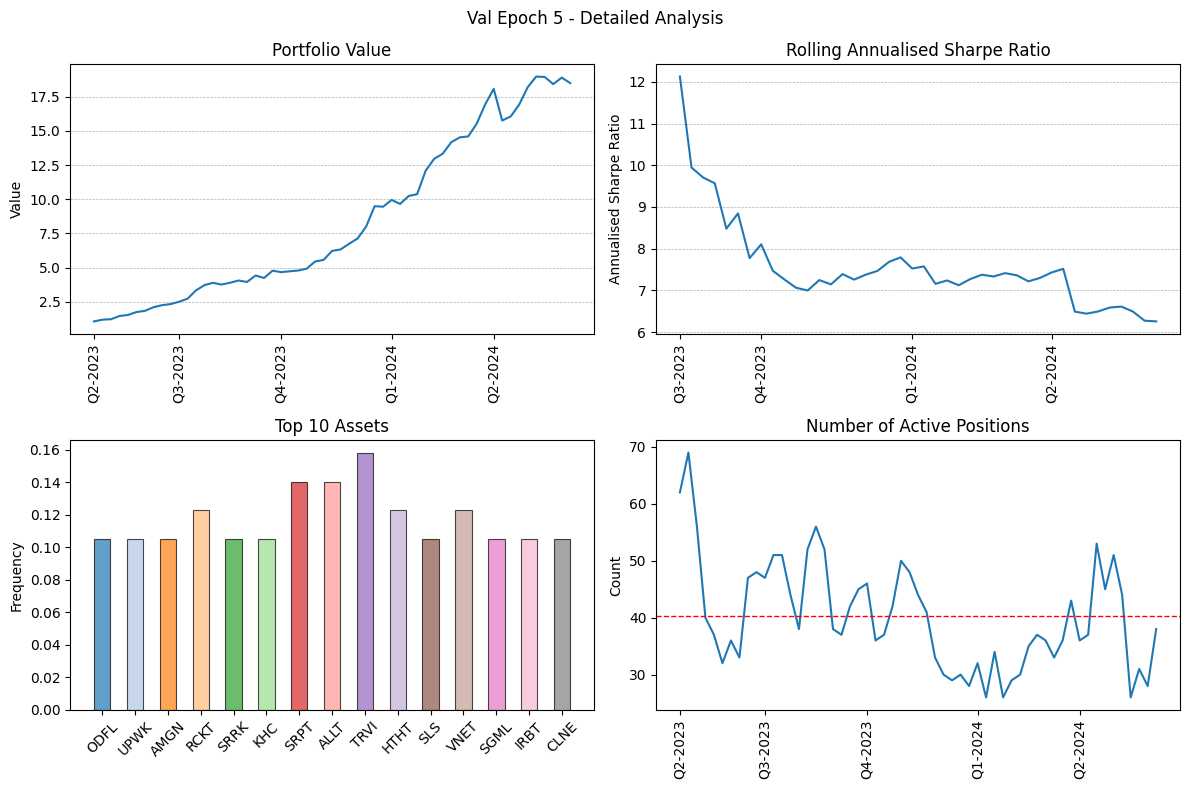 Val Epoch 5 - Detailed Analysis
Portfolio Value
Value
17.5
15.0
12.5
10.0
7.5
5.0
2.5
Q2-2023
Q3-2023
Q4-2023
Q1-2024
Q2-2024
Rolling Annualised Sharpe Ratio
Annualised Sharpe Ratio
12
11
10
9
8
7
6
Q3-2023
Q4-2023
Q1-2024
Q2-2024
Top 10 Assets
Frequency
0.16
0.14
0.12
0.10
0.08
0.06
0.04
0.02
0.00
ODFL
UPWK
AMGN
RCKT
SRRK
KHC
SRPT
ALLT
TRVI
HTHT
SLS
VNET
SGML
IRBT
CLNE
Number of Active Positions
Count
70
60
50
40
30
Q2-2023
Q3-2023
Q4-2023
Q1-2024
Q2-2024